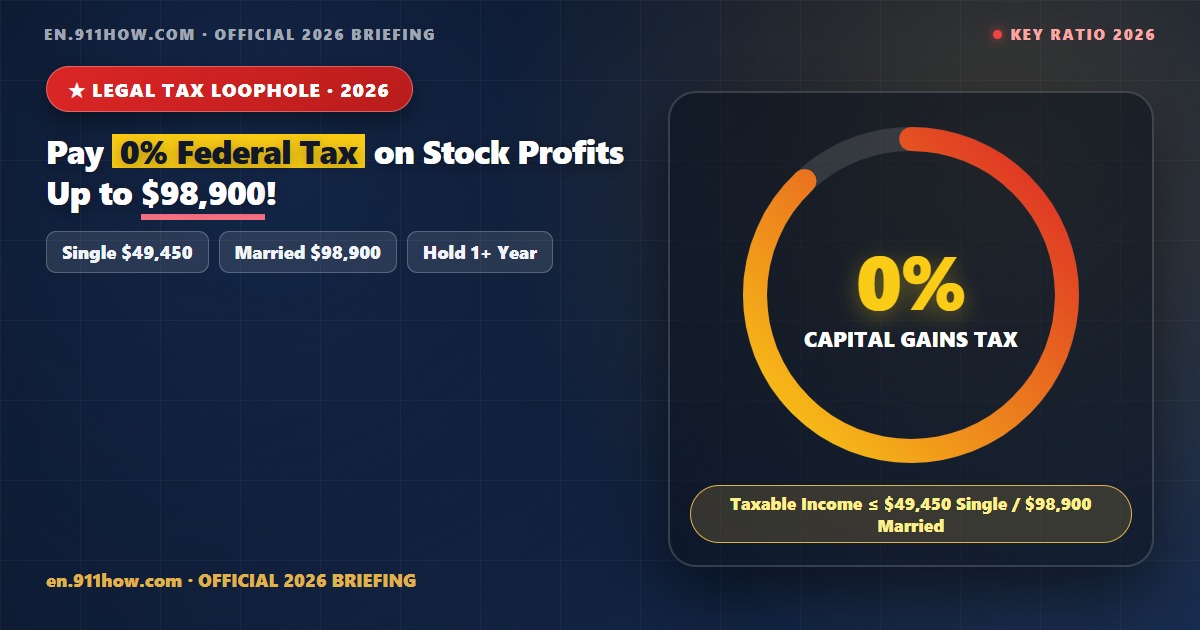 EN.911HOW.COM · OFFICIAL 2026 BRIEFING
KEY RATIO 2026
★ LEGAL TAX LOOPHOLE · 2026
Pay 0% Federal Tax on Stock Profits
Up to $98,900!
Single $49,450
Married $98,900
Hold 1+ Year
0%
CAPITAL GAINS TAX
Taxable Income ≤ $49,450 Single / $98,900
Married
en.911how.com · OFFICIAL 2026 BRIEFING